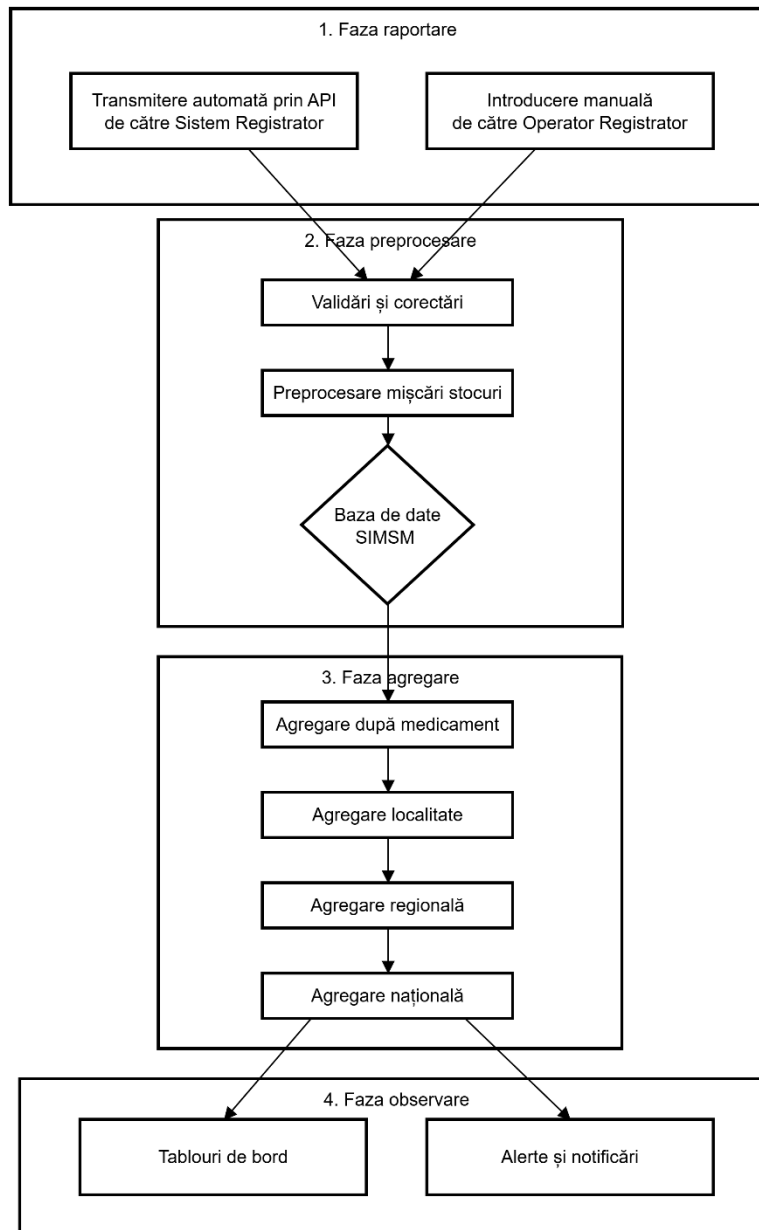 1. Faza raportare
Transmitere automată prin API
de către Sistem Registrator
Introducere manuală
de către Operator Registrator
2. Faza preprocesare
Validări și corectări
Preprocesare mișcări stocuri
Baza de date
SIMSM
3. Faza agregare
Agregare după medicament
Agregare localitate
Agregare regională
Agregare națională
4. Faza observare
Tablouri de bord
Alerte și notificări